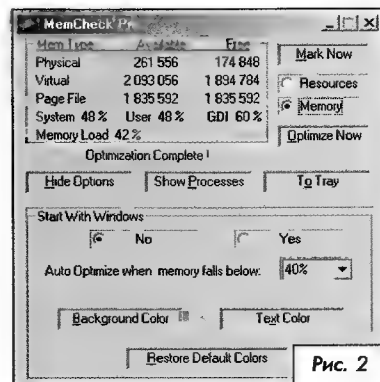 MemCheck Pr
Mem Type Available Free
Physical 261 556 174 848
Virtual 2 093 056 1 894 784
Page File 1 835 592 1 835 592
System 48 % User 48 % GDI 60 %
Memory Load 42 %
Optimization Complete !
Mark Now
Resources
Memory
Optimize Now
Hide Options Show Processes To Tray
Start With Windows
No Yes
Auto Optimize when memory falls below: 40%
Background Color Text Color
Restore Default Colors
Рис. 2